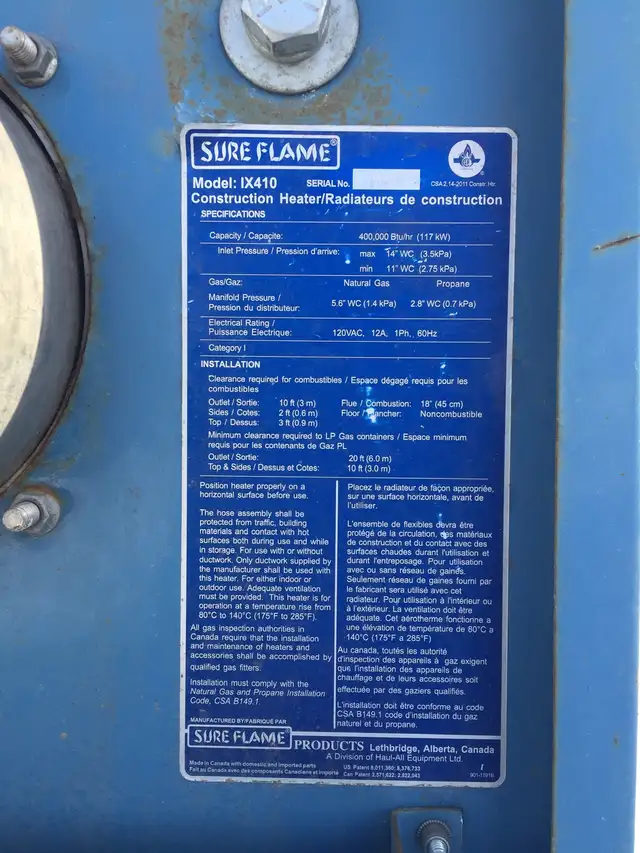 SURE FLAME®
Model: IX410 SERIAL No.
CSA 2.14-2011 Constr. Htr.
Construction Heater/Radiateurs de construction
SPECIFICATIONS
Capacity / Capacite: 400,000 Btu/hr (117 kW)
Inlet Pressure / Pression d'arrive: max 14" WC (3.5kPa)
min 11" WC (2.75 kPa)
Gas/Gaz: Natural Gas Propane
Manifold Pressure /
Pression du distributeur: 5.6" WC (1.4 kPa) 2.8" WC (0.7 kPa)
Electrical Rating /
Puissance Electrique: 120VAC, 12A, 1Ph, 60Hz
Category I
INSTALLATION
Clearance required for combustibles / Espace dégagé requis pour les
combustibles
Outlet / Sortie: 10 ft (3 m) Flue / Combustion: 18" (45 cm)
Sides / Cotes: 2 ft (0.6 m) Floor / Plancher: Noncombustible
Top / Dessus: 3 ft (0.9 m)
Minimum clearance required to LP Gas containers / Espace minimum
requis pour les contenants de Gaz PL
Outlet / Sortie: 20 ft (6.0 m)
Top & Sides / Dessus et Cotes: 10 ft (3.0 m)
Position heater properly on a
horizontal surface before use.
The hose assembly shall be
protected from traffic, building
materials and contact with hot
surfaces both during use and while
in storage. For use with or without
ductwork. Only ductwork supplied by
the manufacturer shall be used with
this heater. For either indoor or
outdoor use. Adequate ventilation
must be provided. This heater is for
operation at a temperature rise from
80°C to 140°C (175°F to 285°F).
All gas inspection authorities in
Canada require that the installation
and maintenance of heaters and
accessories shall be accomplished by
qualified gas fitters.
Installation must comply with the
Natural Gas and Propane Installation
Code, CSA B149.1
Placez le radiateur de façon appropriée,
sur une surface horizontale, avant de
l'utiliser.
L'ensemble de flexibles devra être
protégé de la circulation, des matériaux
de construction et du contact avec des
surfaces chaudes durant l'utilisation et
durant l'entreposage. Pour utilisation
avec ou sans réseau de gaines.
Seulement réseau de gaines fourni par
le fabricant sera utilisé avec cet
radiateur. Pour utilisation à l'intérieur ou
à l'extérieur. La ventilation doit être
adéquate. Cet aérotherme fonctionne a
une élévation de température de 80°C a
140°C (175°F a 285°F)
Au canada, toutes les autorité
d'inspection des appareils à gaz exigent
que l'installation des appareils de
chauffage et de leurs accessoires soit
effectuée par des gaziers qualifiés.
L'installation doit être conforme au code
CSA B149.1 code d'installation du gaz
naturel et du propane.
MANUFACTURED BY/FABRIQUÉ PAR
SURE FLAME® PRODUCTS Lethbridge, Alberta, Canada
A Division of Haul-All Equipment Ltd.
Made in Canada with domestic and imported parts
Fait au Canada avec des composants Canadiens et importé
US. Patent 6,011,360; 5,378,733
Can Patent 2,571,622; 2,822,043